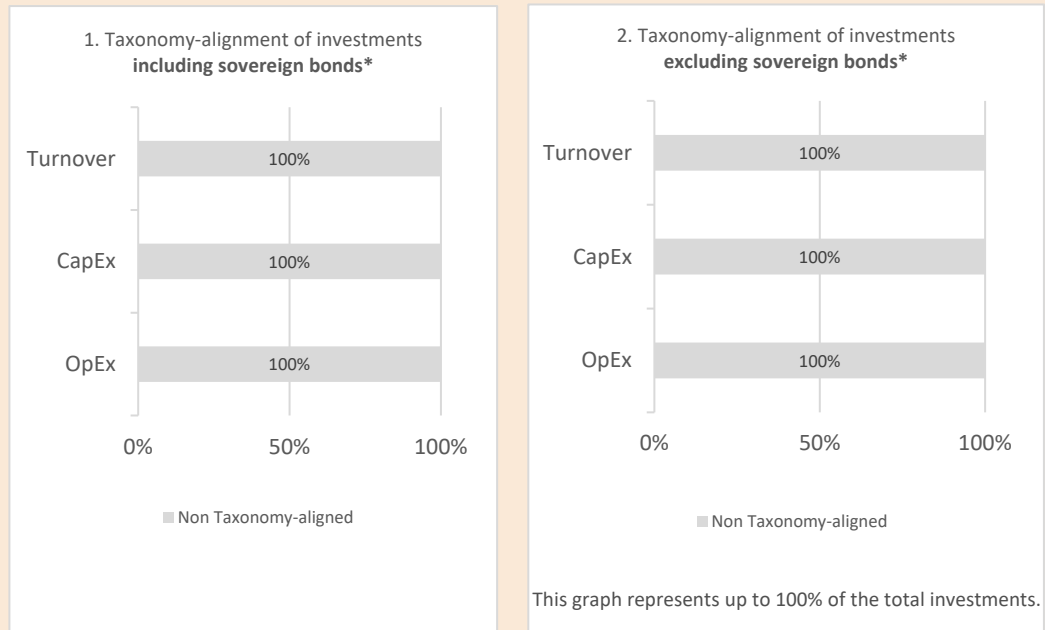 1. Taxonomy-alignment of investments
including sovereign bonds*
Turnover
100%
CapEx
100%
OpEx
100%
0%
50%
100%
Non Taxonomy-aligned
2. Taxonomy-alignment of investments
excluding sovereign bonds*
Turnover
100%
CapEx
100%
OpEx
100%
0%
50%
100%
Non Taxonomy-aligned
This graph represents up to 100% of the total investments.